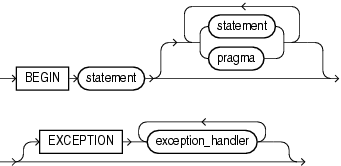 statement
pragma
BEGIN statement
EXCEPTION exception_handler